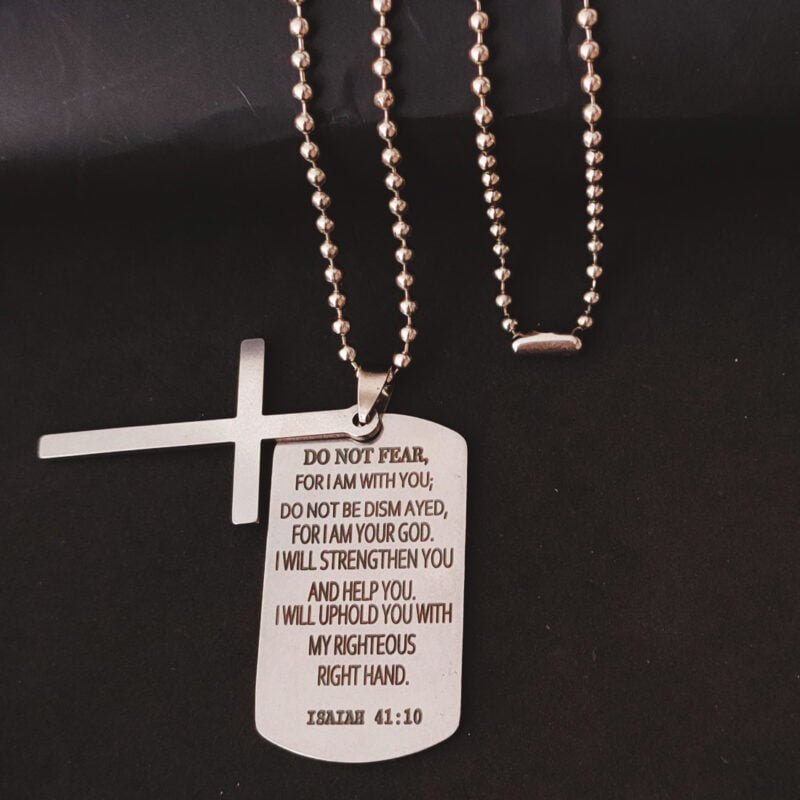 DO NOT FEAR,
FOR I AM WITH YOU;
DO NOT BE DISM AYED,
FOR I AM YOUR GOD.
I WILL STRENGTHEN YOU
AND HELP YOU.
I WILL UPHOLD YOU WITH
MY RIGHTEOUS
RIGHT HAND.
ISAIAH 41:10